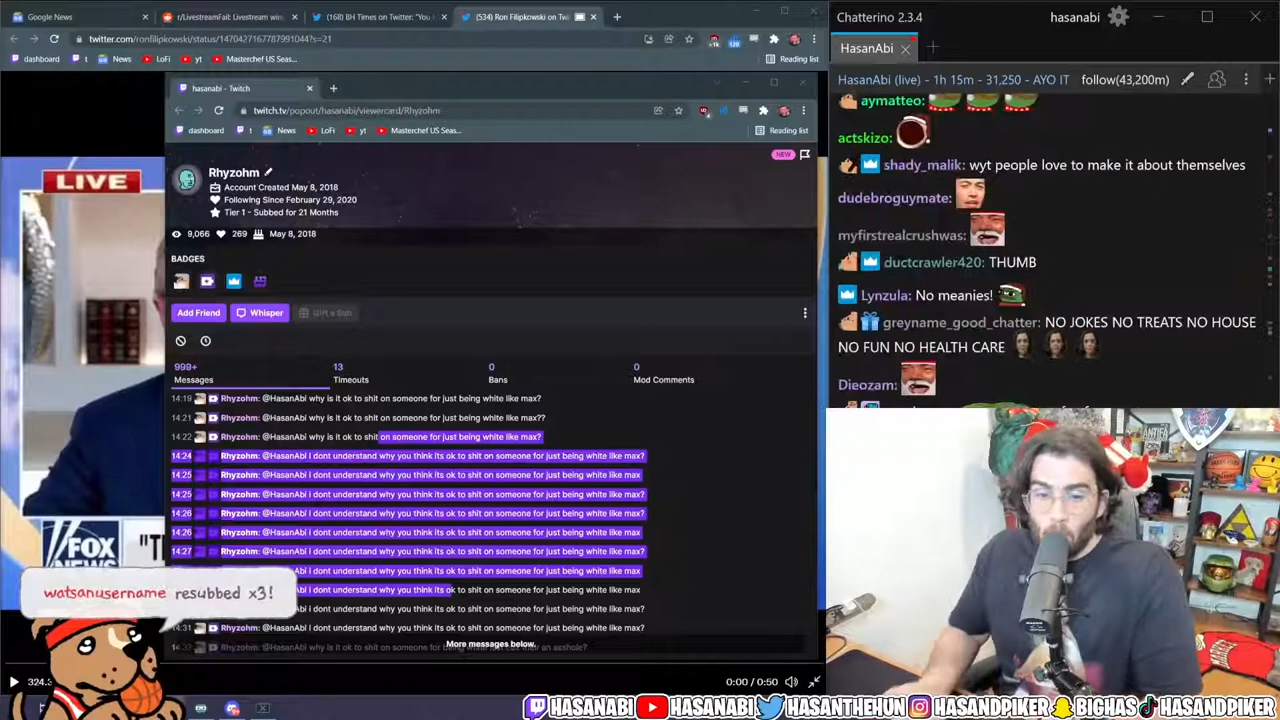 Google News
r/LivestreamFail: Livestream win
(168) BH Times on Twitter: "You
(534) Ron Filipkowski on Tw
twitter.com/ronfilipkowski/status/1470427167787991044?s=21
dashboard
t
News
LoFi
yt
Masterchef US Seas...
Reading list
hasanabi - Twitch
twitch.tv/popout/hasanabi/viewercard/Rhyzohm
dashboard
t
News
LoFi
yt
Masterchef US Seas...
Reading list
NEW
LIVE
Rhyzohm
Account Created May 8, 2018
Following Since February 29, 2020
Tier 1 - Subbed for 21 Months
9,066 269 May 8, 2018
BADGES
Add Friend
Whisper
Gift a Sub
999+ 13 0 0
Messages Timeouts Bans Mod Comments
14:19 Rhyzohm: @HasanAbi why is it ok to shit on someone for just being white like max?
14:21 Rhyzohm: @HasanAbi why is it ok to shit on someone for just being white like max??
14:22 Rhyzohm: @HasanAbi why is it ok to shit on someone for just being white like max?
14:24 Rhyzohm: @HasanAbi i dont understand why you think its ok to shit on someone for just being white like max?
14:25 Rhyzohm: @HasanAbi i dont understand why you think its ok to shit on someone for just being white like max
14:25 Rhyzohm: @HasanAbi i dont understand why you think its ok to shit on someone for just being white like max?
14:26 Rhyzohm: @HasanAbi i dont understand why you think its ok to shit on someone for just being white like max?
14:26 Rhyzohm: @HasanAbi i dont understand why you think its ok to shit on someone for just being white like max
14:27 Rhyzohm: @HasanAbi i dont understand why you think its ok to shit on someone for just being white like max?
i dont understand why you think its ok to shit on someone for just being white like max
i dont understand why you think its ok to shit on someone for just being white like max
i dont understand why you think its ok to shit on someone for just being white like max?
14:31 Rhyzohm: @HasanAbi i dont understand why you think its ok to shit on someone for just being white like max?
More messages below.
FOX
NEWS
"T
watsanusername resubbed x3!
324.
0:00 / 0:50
Chatterino 2.3.4
hasanabi
HasanAbi
HasanAbi (live) - 1h 15m - 31,250 - AYO IT
follow(43,200m)
aymatteo:
actskizo:
shady_malik: wyt people love to make it about themselves
dudebroguymate:
myfirstrealcrushwas:
ductcrawler420: THUMB
Lynzula: No meanies!
greyname_good_chatter: NO JOKES NO TREATS NO HOUSE
NO FUN NO HEALTH CARE
Dieozam:
HASANABI
HASANABI
HASANTHEHUN
HASANDPIKER
BIGHAS
HASANDPIKER